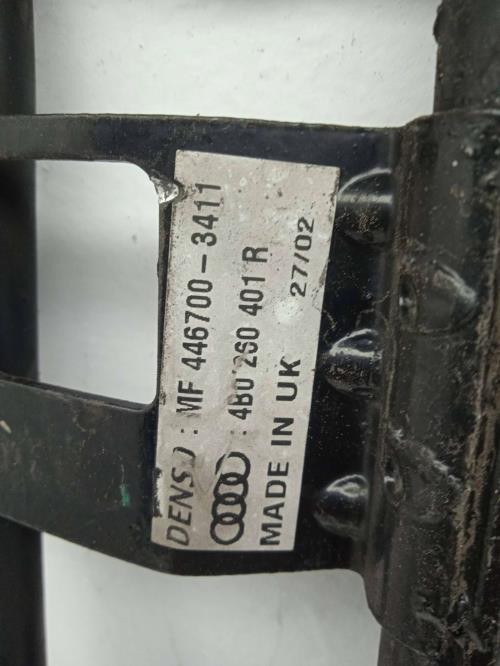 DENSO : MF 446700-3411
: 4B0 260 401 R
MADE IN UK 27/02